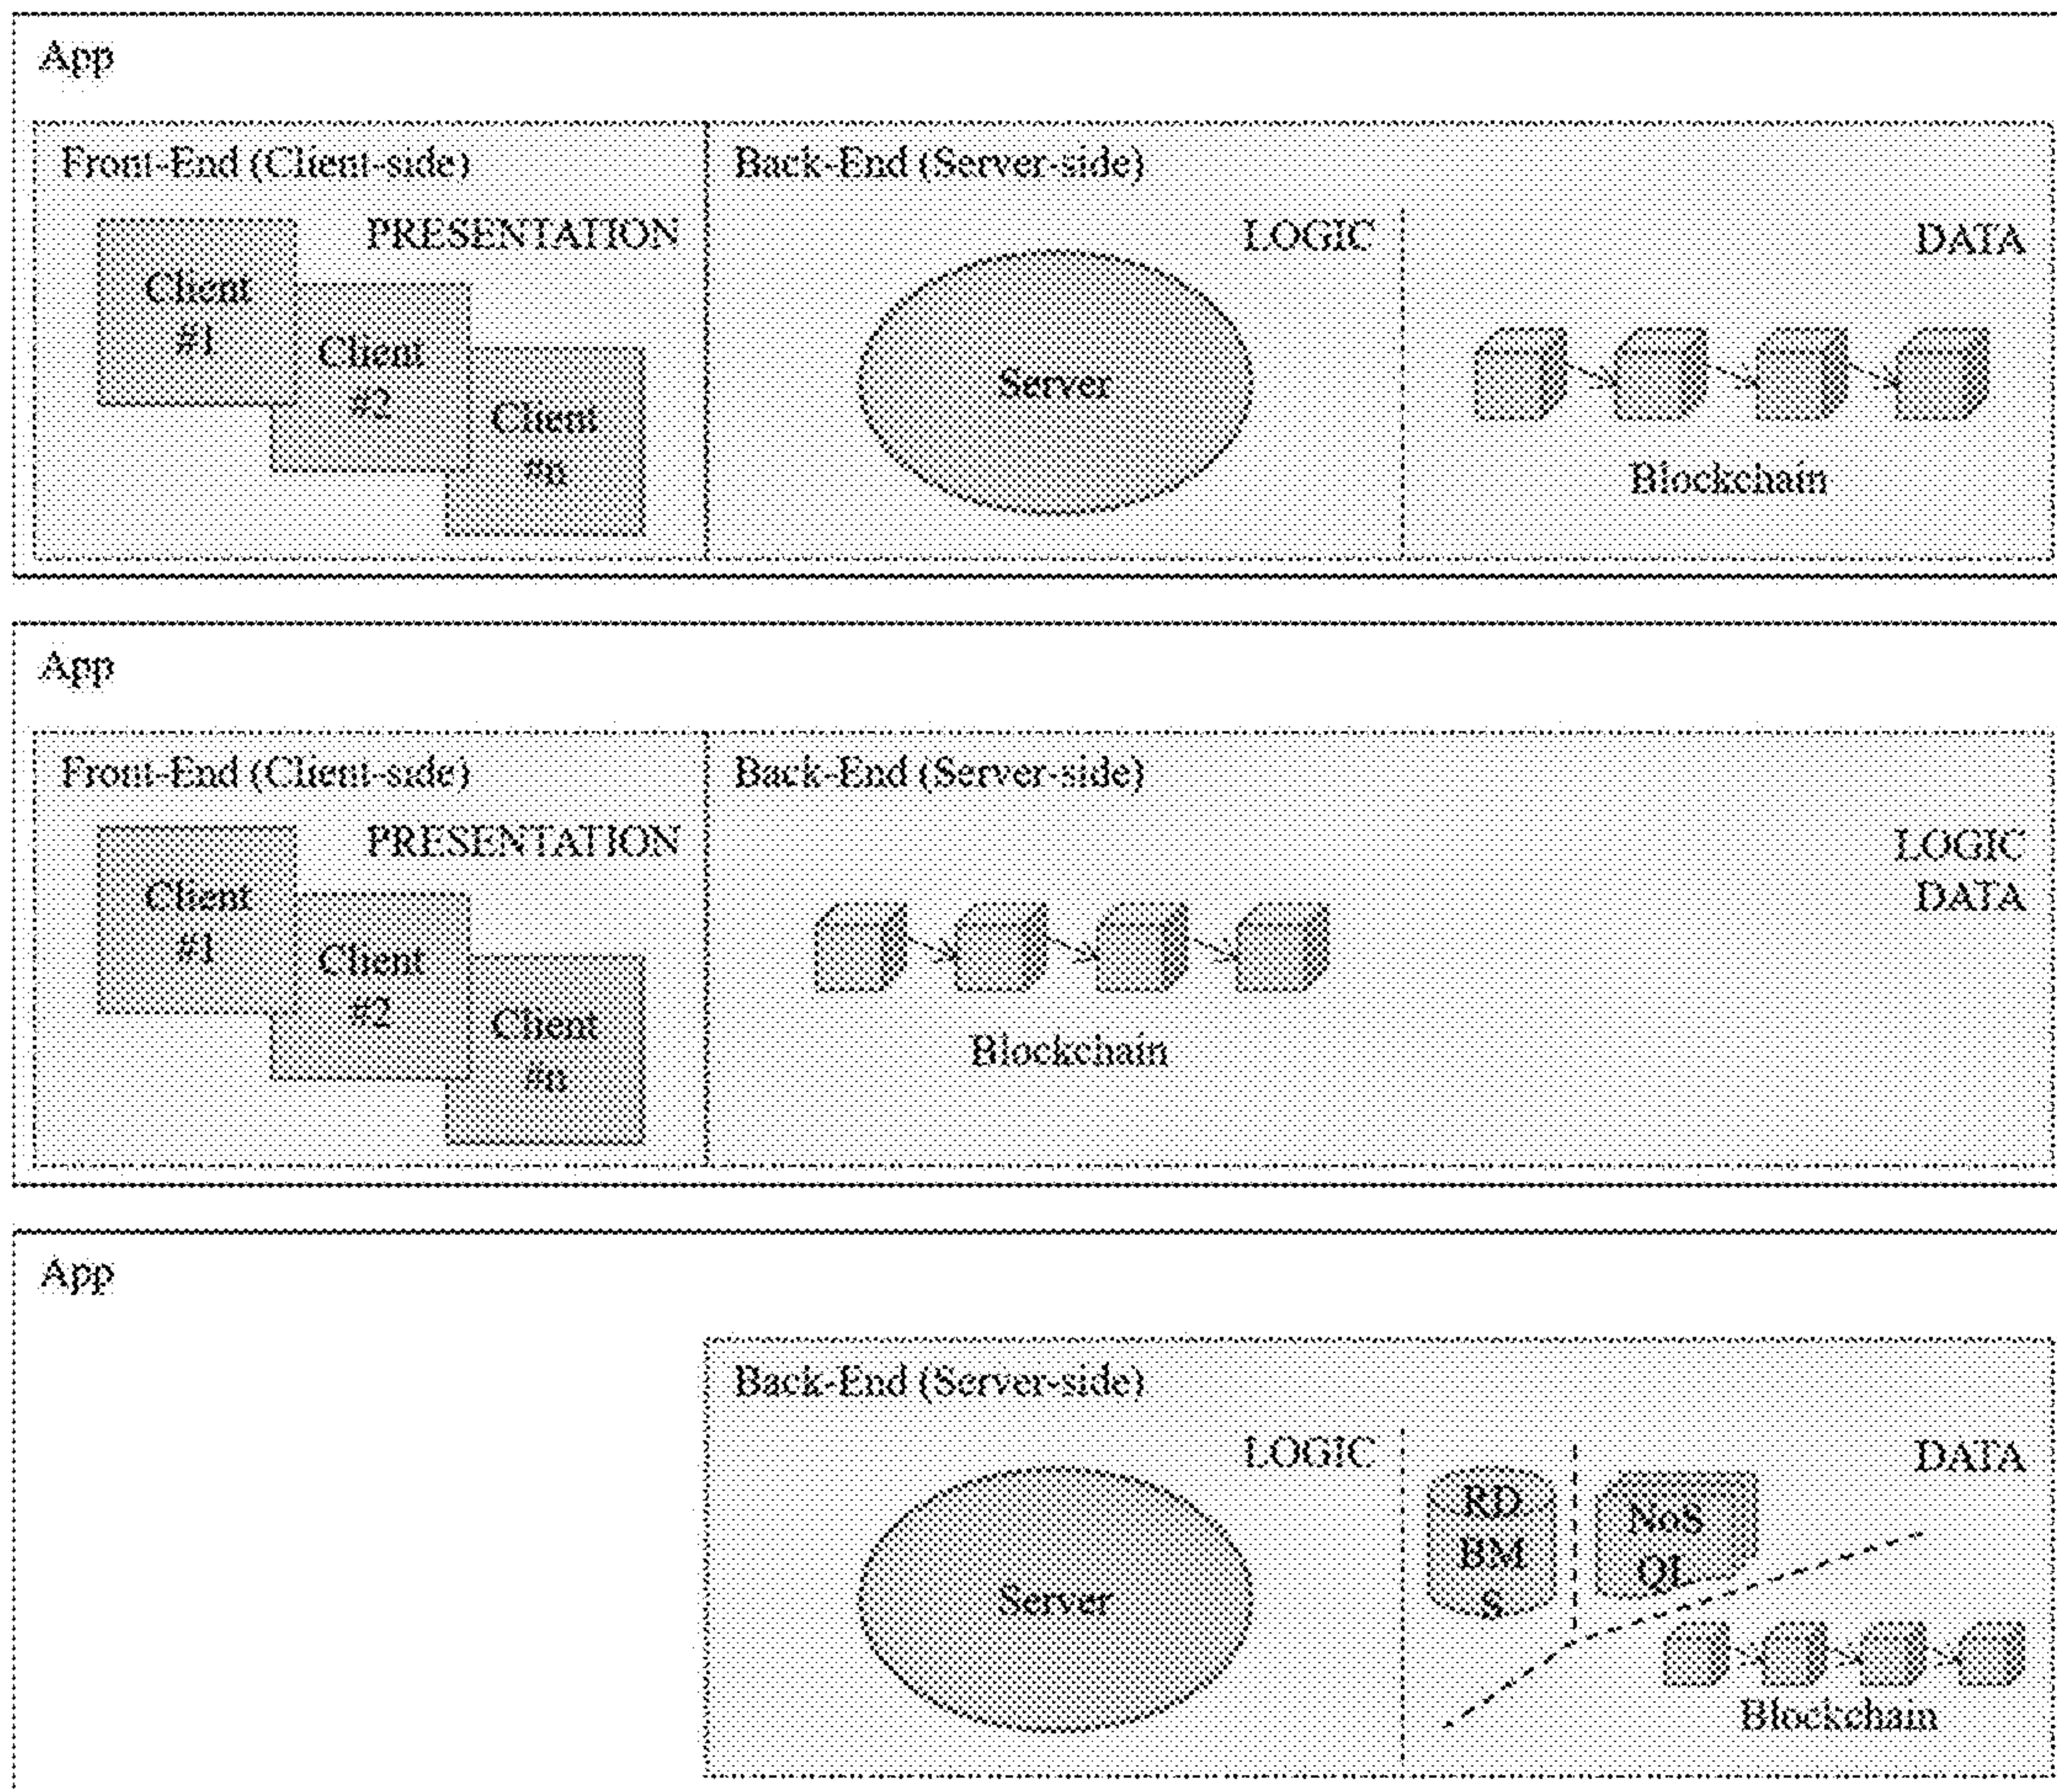 App
Front-End (Client-side)
PRESENTATION
Client
#1
Client
#2
Client
#n
Back-End (Server-side)
LOGIC
Server
DATA
Blockchain
App
Front-End (Client-side)
PRESENTATION
Client
#1
Client
#2
Client
#n
Back-End (Server-side)
LOGIC
DATA
Blockchain
App
Back-End (Server-side)
LOGIC
Server
DATA
RD
BM
S
NoS
QL
Blockchain